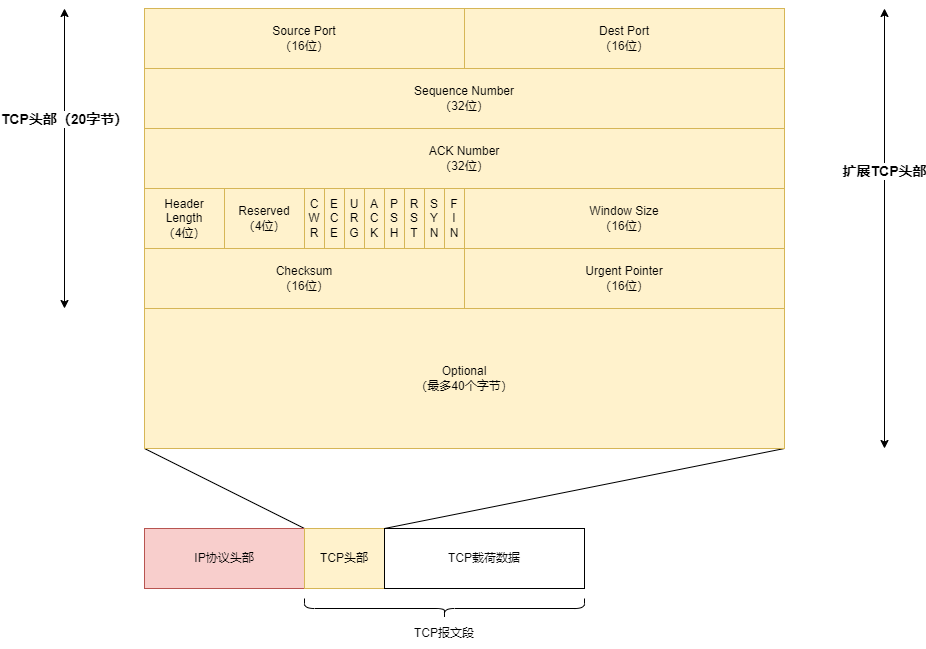 Source Port
（16位）
Dest Port
（16位）
TCP头部（20字节）
Sequence Number
（32位）
ACK Number
（32位）
扩展TCP头部
Header
Length
（4位）
Reserved
（4位）
CWR
ECE
URG
ACK
PSH
RST
SYN
FIN
Window Size
（16位）
Checksum
（16位）
Urgent Pointer
（16位）
Optional
（最多40个字节）
IP协议头部
TCP头部
TCP载荷数据
TCP报文段